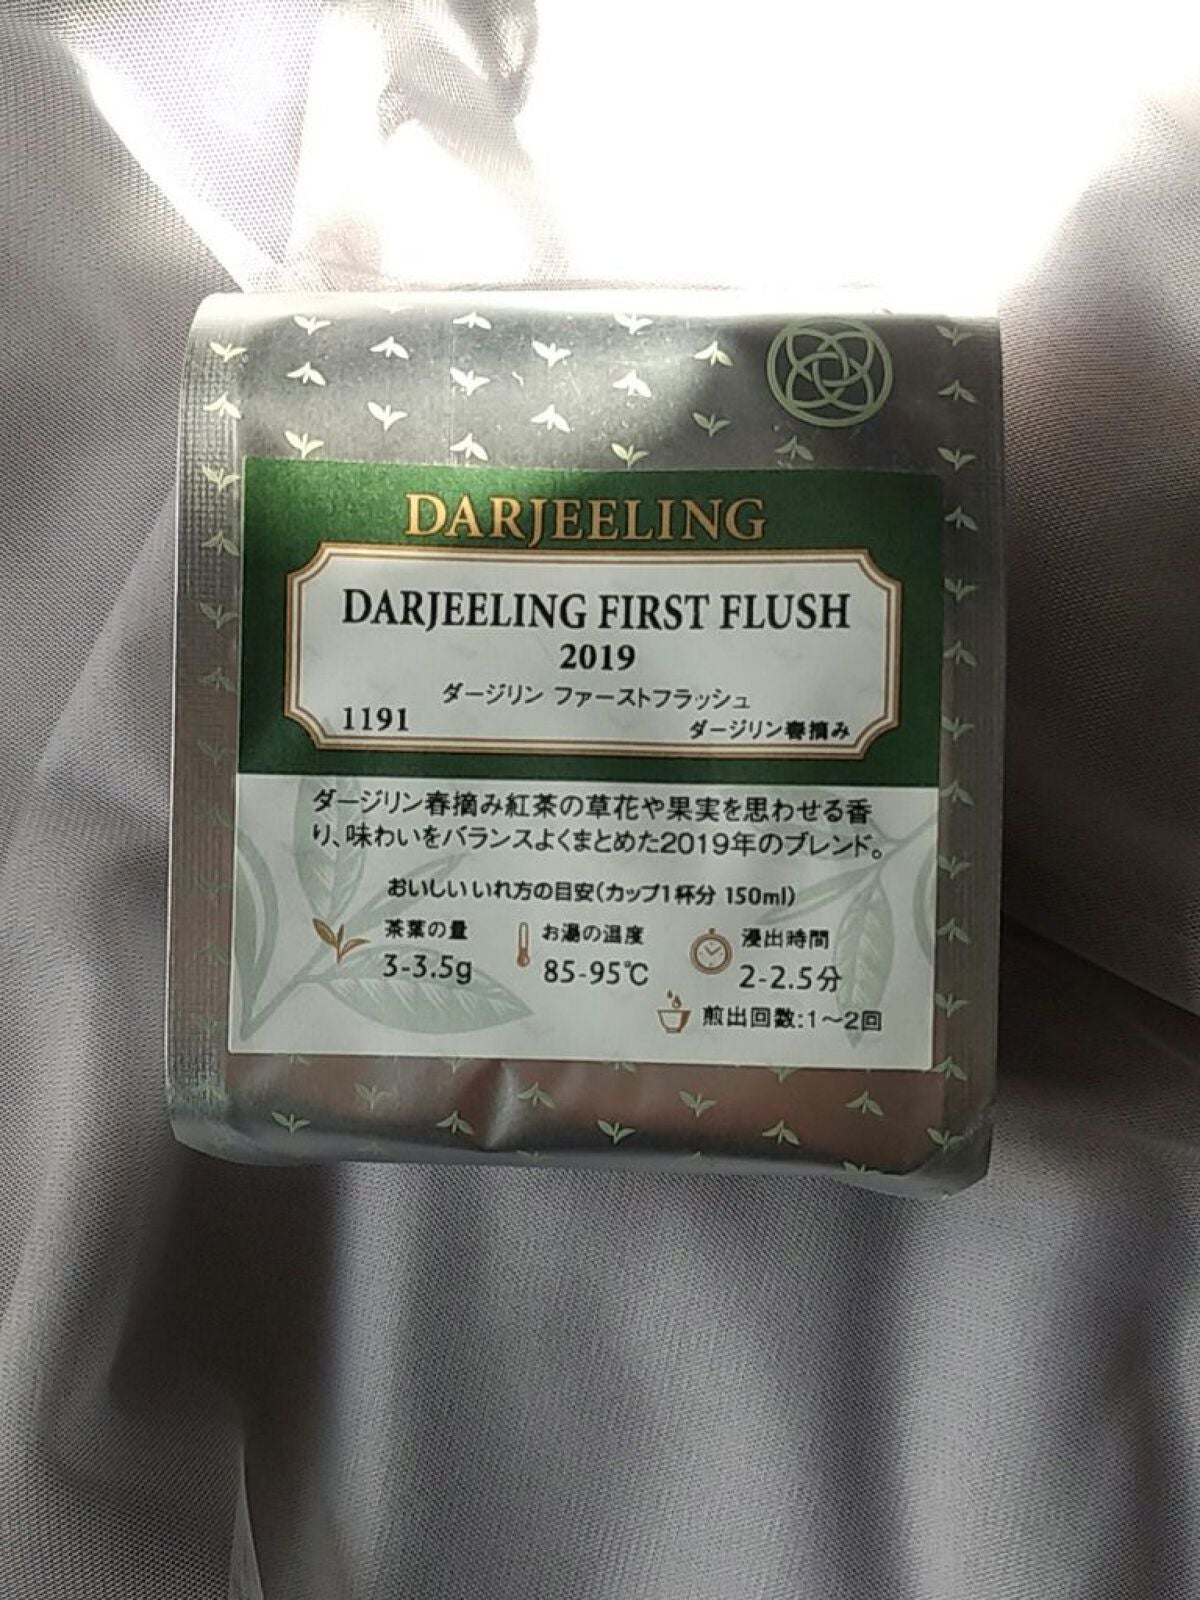 DARJEELING
DARJEELING FIRST FLUSH
2019
ダージリン ファーストフラッシュ
1191
ダージリン春摘み
ダージリン春摘み紅茶の草花や果実を思わせる香
り、味わいをバランスよくまとめた2019年のブレンド。
おいしいいれ方の目安(カップ1杯分 150ml)
茶葉の量
3-3.5g
お湯の温度
85-95℃
浸出時間
2-2.5分
煎出回数:1〜2回